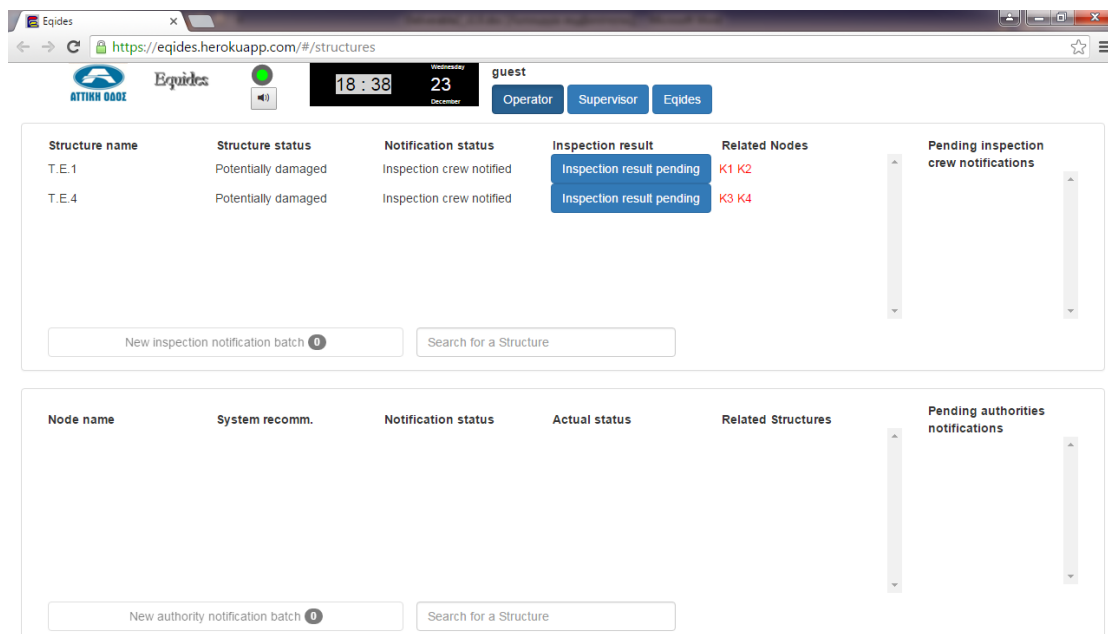 Eqides
https://eqides.herokuapp.com/#/structures
ΑΤΤΙΚΗ ΟΔΟΣ
Equides
18 : 38
Wednesday
23
December
guest
Operator Supervisor Eqides
Structure name Structure status Notification status Inspection result Related Nodes Pending inspection crew notifications
T.E.1 Potentially damaged Inspection crew notified Inspection result pending K1 K2
T.E.4 Potentially damaged Inspection crew notified Inspection result pending K3 K4
New inspection notification batch 0 Search for a Structure
Node name System recomm. Notification status Actual status Related Structures Pending authorities notifications
New authority notification batch 0 Search for a Structure